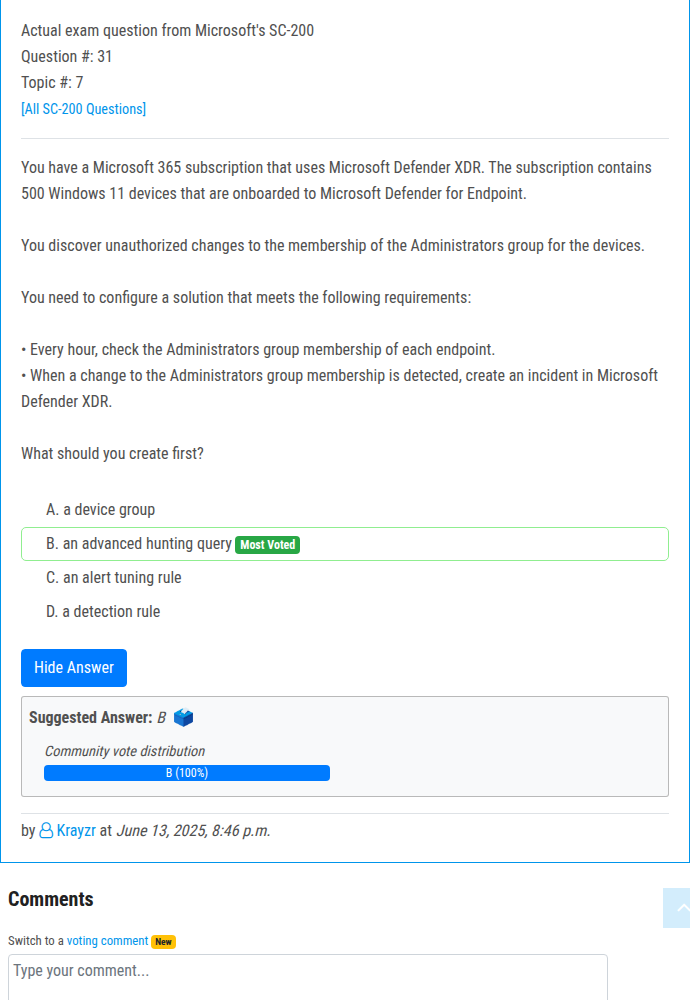 Actual exam question from Microsoft's SC-200
Question #: 31
Topic #: 7
[All SC-200 Questions]
You have a Microsoft 365 subscription that uses Microsoft Defender XDR. The subscription contains
500 Windows 11 devices that are onboarded to Microsoft Defender for Endpoint.
You discover unauthorized changes to the membership of the Administrators group for the devices.
You need to configure a solution that meets the following requirements:
• Every hour, check the Administrators group membership of each endpoint.
• When a change to the Administrators group membership is detected, create an incident in Microsoft
Defender XDR.
What should you create first?
A. a device group
B. an advanced hunting query Most Voted
C. an alert tuning rule
D. a detection rule
Hide Answer
Suggested Answer: B
Community vote distribution
B (100%)
by Krayzr at June 13, 2025, 8:46 p.m.
Comments
Switch to a voting comment New
Type your comment...